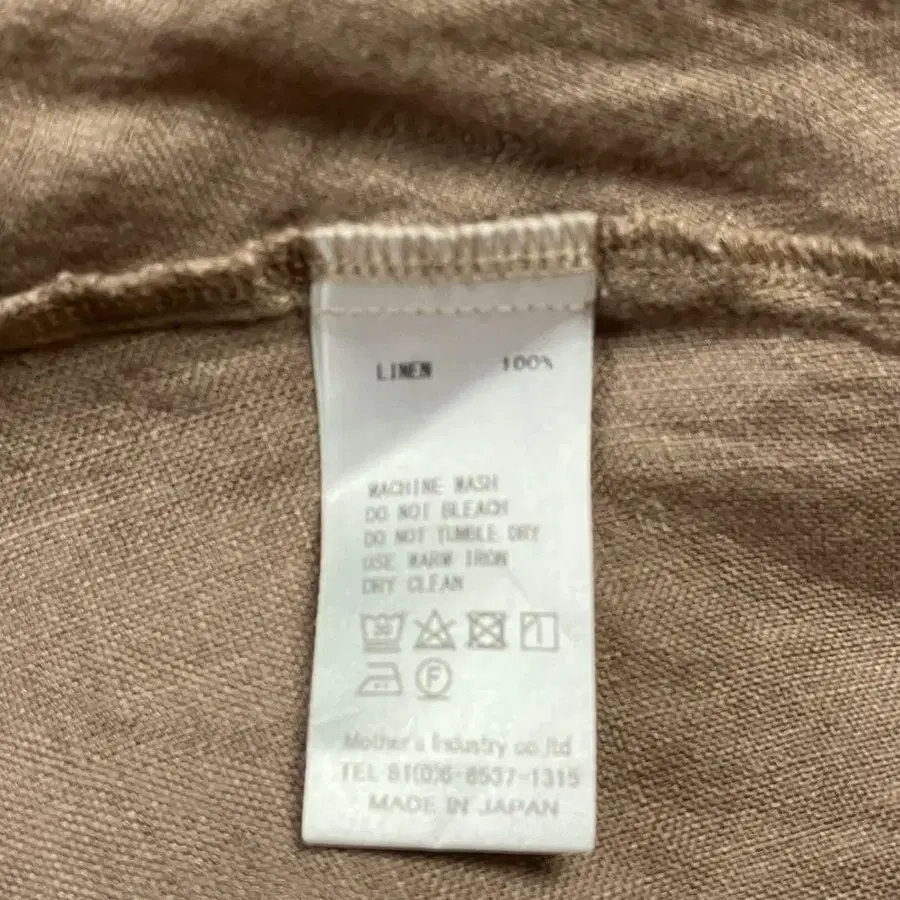 LINEN 100%
MACHINE WASH
DO NOT BLEACH
DO NOT TUMBLE DRY
USE WARM IRON
DRY CLEAN
30
F
Mother's Industry co.ltd
TEL 81(0)6-6537-1315
MADE IN JAPAN